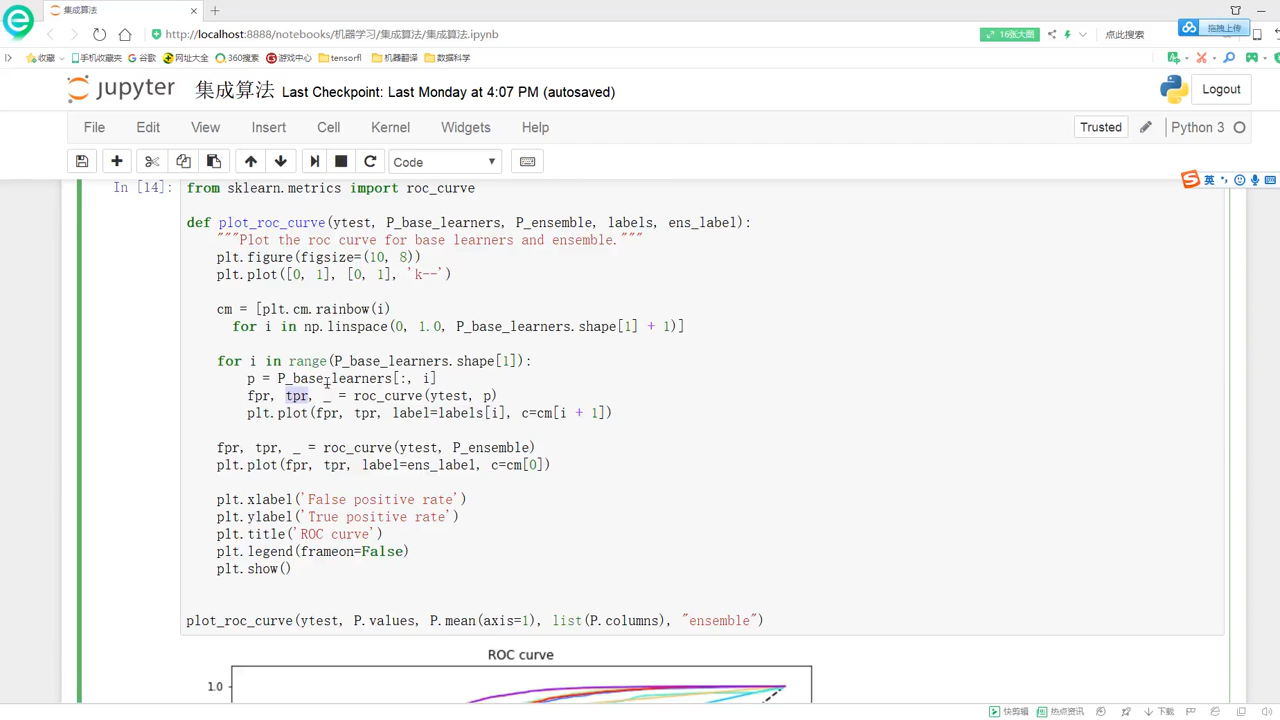 集成算法
http://localhost:8888/notebooks/机器学习/集成算法/集成算法.ipynb
16张大图
点此搜索
拖拽上传
收藏 手机收藏夹 谷歌 网址大全 360搜索 游戏中心 tensorfl 机器翻译 数据科学
jupyter 集成算法 Last Checkpoint: Last Monday at 4:07 PM (autosaved)
Logout
File Edit View Insert Cell Kernel Widgets Help
Trusted Python 3
Code
英
In [14]:
from sklearn.metrics import roc_curve
def plot_roc_curve(ytest, P_base_learners, P_ensemble, labels, ens_label):
"""Plot the roc curve for base learners and ensemble."""
plt.figure(figsize=(10, 8))
plt.plot([0, 1], [0, 1], 'k--')
cm = [plt.cm.rainbow(i)
for i in np.linspace(0, 1.0, P_base_learners.shape[1] + 1)]
for i in range(P_base_learners.shape[1]):
p = P_base_learners[:, i]
fpr, tpr, _ = roc_curve(ytest, p)
plt.plot(fpr, tpr, label=labels[i], c=cm[i + 1])
fpr, tpr, _ = roc_curve(ytest, P_ensemble)
plt.plot(fpr, tpr, label=ens_label, c=cm[0])
plt.xlabel('False positive rate')
plt.ylabel('True positive rate')
plt.title('ROC curve')
plt.legend(frameon=False)
plt.show()
plot_roc_curve(ytest, P.values, P.mean(axis=1), list(P.columns), "ensemble")
ROC curve
1.0
快剪辑 热点资讯 下载